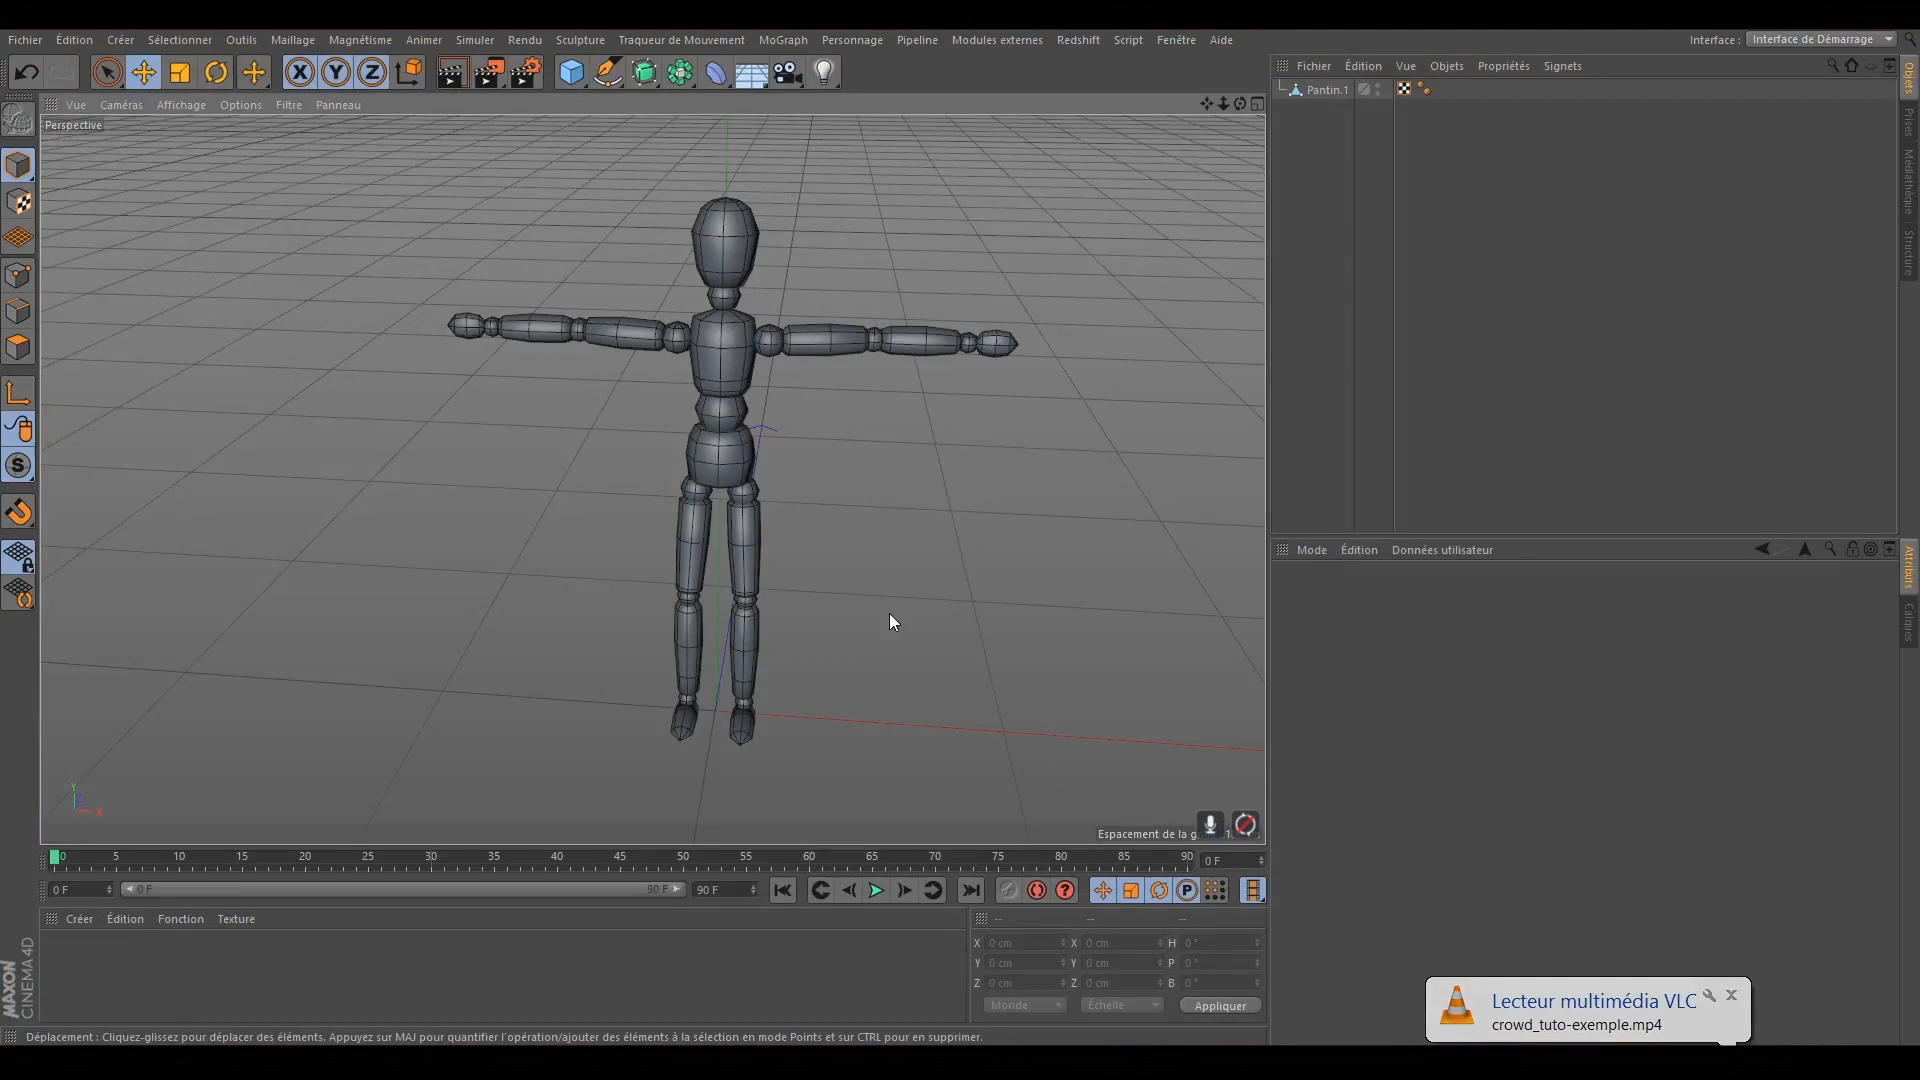 Fichier Édition Créer Sélectionner Outils Maillage Magnétisme Animer Simuler Rendu Sculpture Traqueur de Mouvement MoGraph Personnage Pipeline Modules externes Redshift Script Fenêtre Aide Interface : Interface de Démarrage
Fichier Édition Vue Objets Propriétés Signets
Pantin.1
Objets
Prises
Médiathèque
Structure
Vue Caméras Affichage Options Filtre Panneau
Perspective
X Y Z
S
Mode Édition Données utilisateur
Attributs
Calques
Y
Z
X
Espacement de la g
0 5 10 15 20 25 30 35 40 45 50 55 60 65 70 75 80 85 90 0 F
0 F 0 F 90 F 90 F
? P
Créer Édition Fonction Texture
-- -- --
X 0 cm X 0 cm H 0 °
Y 0 cm Y 0 cm P 0 °
Z 0 cm Z 0 cm B 0 °
Monde Échelle Appliquer
MAXON
CINEMA 4D
Lecteur multimédia VLC
crowd_tuto-exemple.mp4
Déplacement : Cliquez-glissez pour déplacer des éléments. Appuyez sur MAJ pour quantifier l'opération/ajouter des éléments à la sélection en mode Points et sur CTRL pour en supprimer.